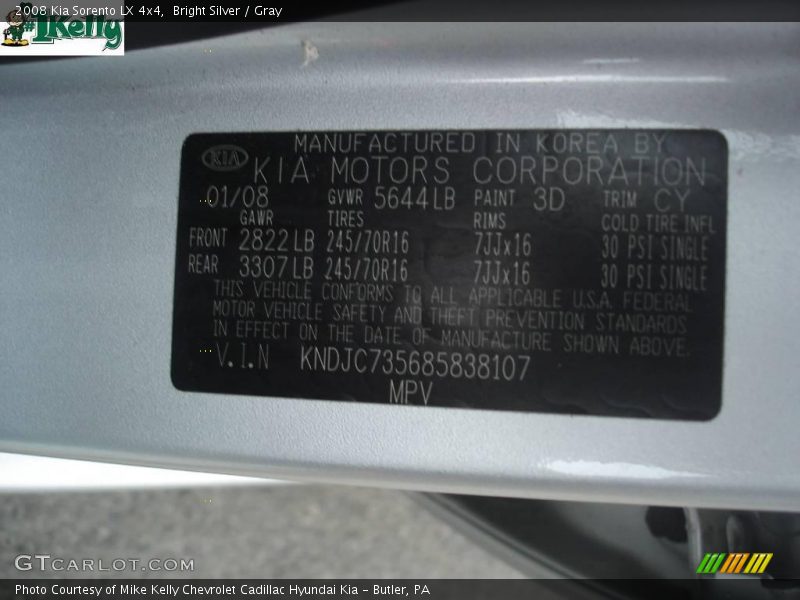 2008 Kia Sorento LX 4x4, Bright Silver / Gray
Kelly
MANUFACTURED IN KOREA BY
KIA KIA MOTORS CORPORATION
01/08 GVWR 5644LB PAINT 3D TRIM CY
GAWR TIRES RIMS COLD TIRE INFL
FRONT 2822 LB 245/70R16 7JJx16 30 PSI SINGLE
REAR 3307 LB 245/70R16 7JJx16 30 PSI SINGLE
THIS VEHICLE CONFORMS TO ALL APPLICABLE U.S.A. FEDERAL
MOTOR VEHICLE SAFETY AND THEFT PREVENTION STANDARDS
IN EFFECT ON THE DATE OF MANUFACTURE SHOWN ABOVE.
V.I.N KNDJC735685838107
MPV
GTCARLOT.COM
Photo Courtesy of Mike Kelly Chevrolet Cadillac Hyundai Kia – Butler, PA